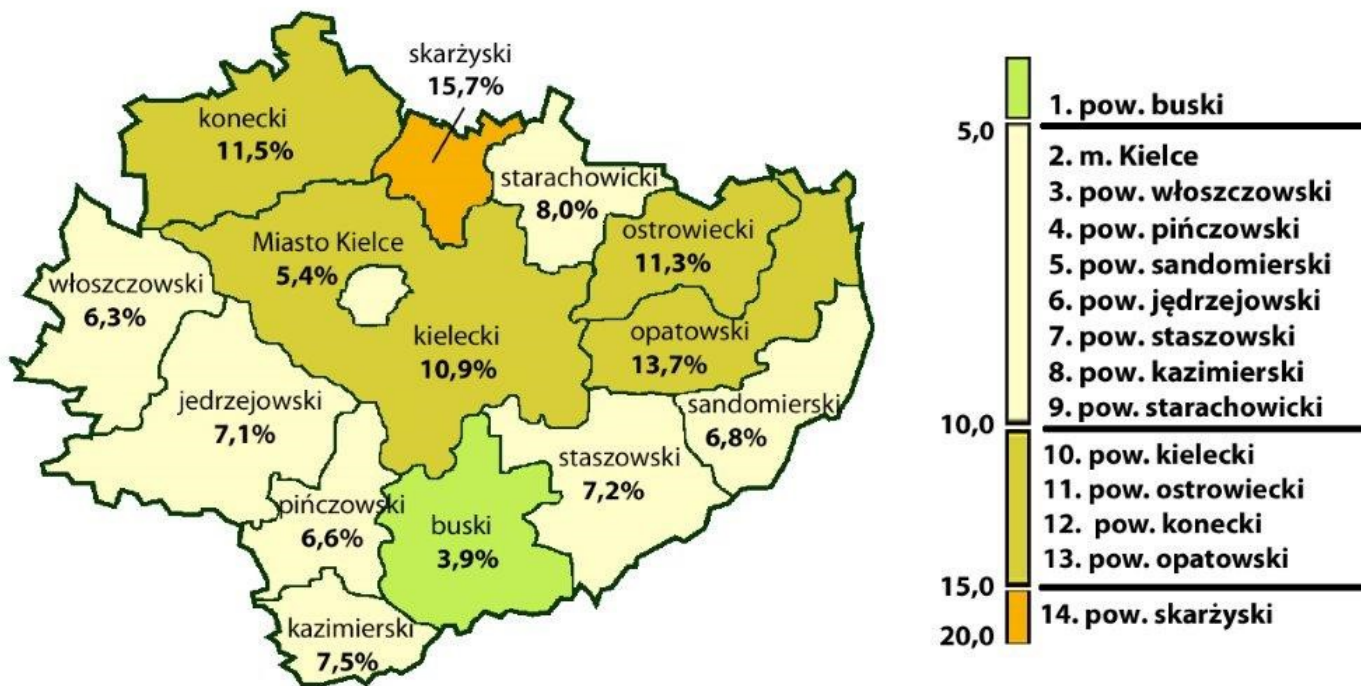 skarżyski
15,7%
konecki
11,5%
starachowicki
8,0%
Miasto Kielce
5,4%
ostrowiecki
11,3%
włoszczowski
6,3%
kielecki
10,9%
opatowski
13,7%
jedrzejowski
7,1%
sandomierski
6,8%
staszowski
7,2%
pińczowski
6,6%
buski
3,9%
kazimierski
7,5%
1. pow. buski
5,0
2. m. Kielce
3. pow. włoszczowski
4. pow. pińczowski
5. pow. sandomierski
6. pow. jędrzejowski
7. pow. staszowski
8. pow. kazimierski
9. pow. starachowicki
10,0
10. pow. kielecki
11. pow. ostrowiecki
12. pow. konecki
13. pow. opatowski
15,0
14. pow. skarżyski
20,0